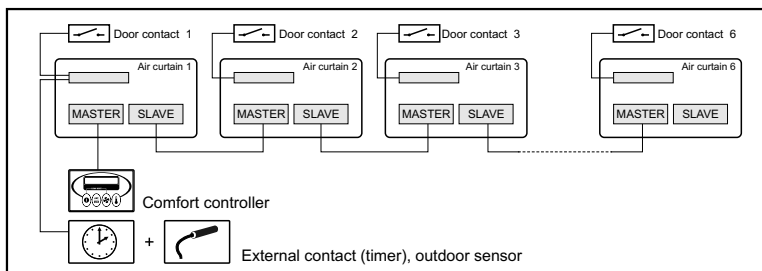 Door contact 1 Door contact 2 Door contact 3 Door contact 6
Air curtain 1 Air curtain 2 Air curtain 3 Air curtain 6
MASTER SLAVE MASTER SLAVE MASTER SLAVE MASTER SLAVE
Comfort controller
+
External contact (timer), outdoor sensor